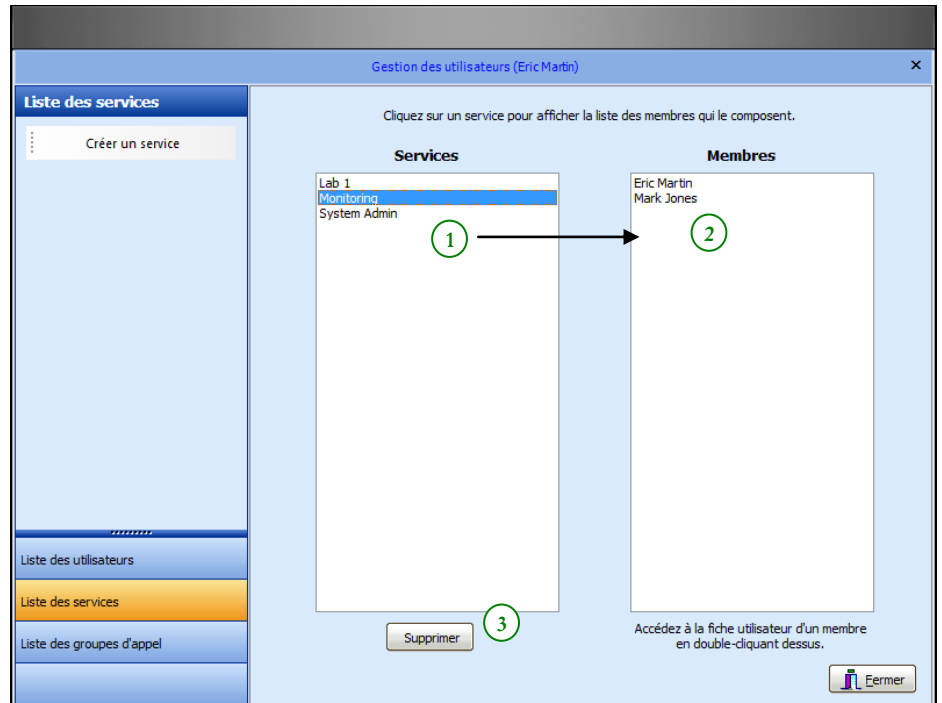 Gestion des utilisateurs (Eric Martin)
×
Liste des services
Créer un service
Cliquez sur un service pour afficher la liste des membres qui le composent.
Services
Membres
Lab 1
Monitoring
System Admin
Eric Martin
Mark Jones
1
2
Liste des utilisateurs
Liste des services
Liste des groupes d'appel
Supprimer
3
Accédez à la fiche utilisateur d'un membre
en double-cliquant dessus.
Fermer